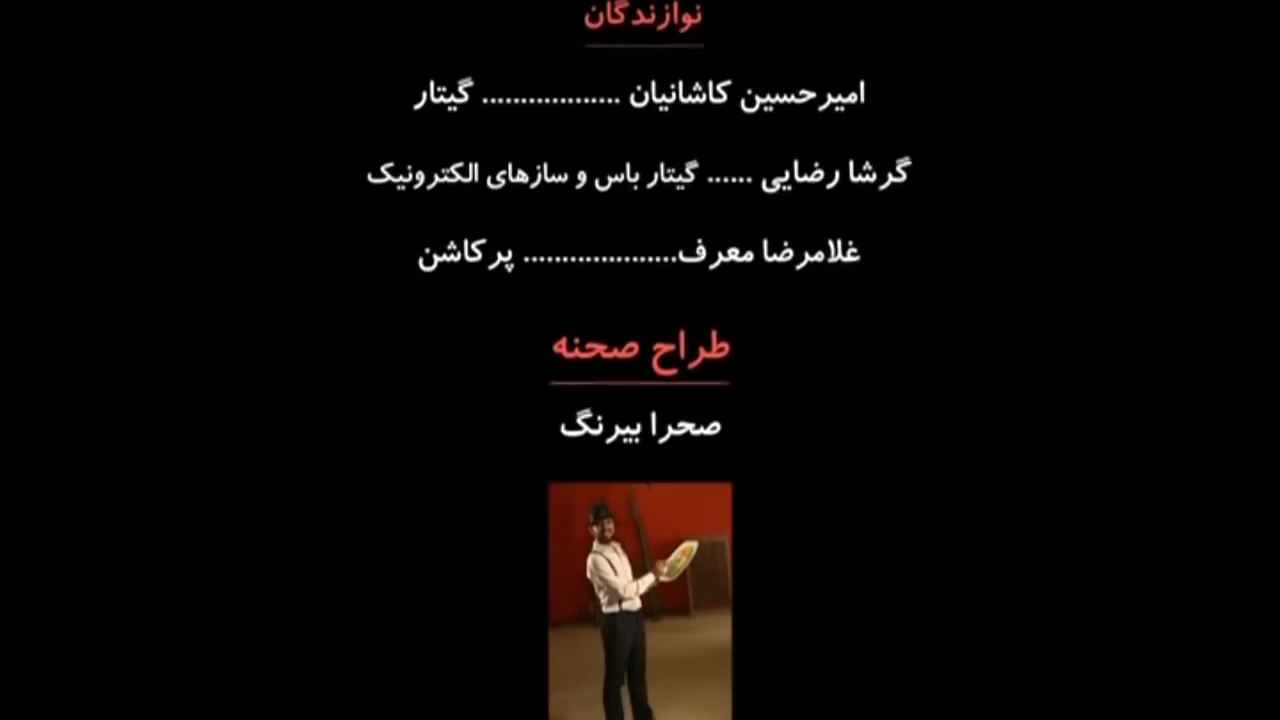 نوازندگان
امیرحسین کاشانیان .................. گیتار
گرشا رضایی ...... گیتار باس و سازهای الکترونیک
غلامرضا معرف.................... پرکاشن
طراح صحنه
صحرا بیرنگ